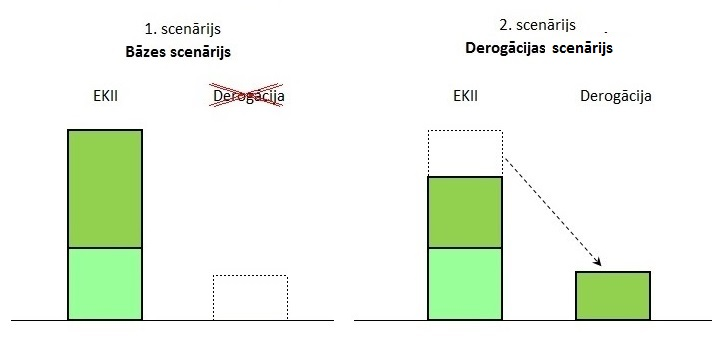 1. scenārijs
Bāzes scenārijs
EKII
Derogācija
2. scenārijs
Derogācijas scenārijs
EKII
Derogācija